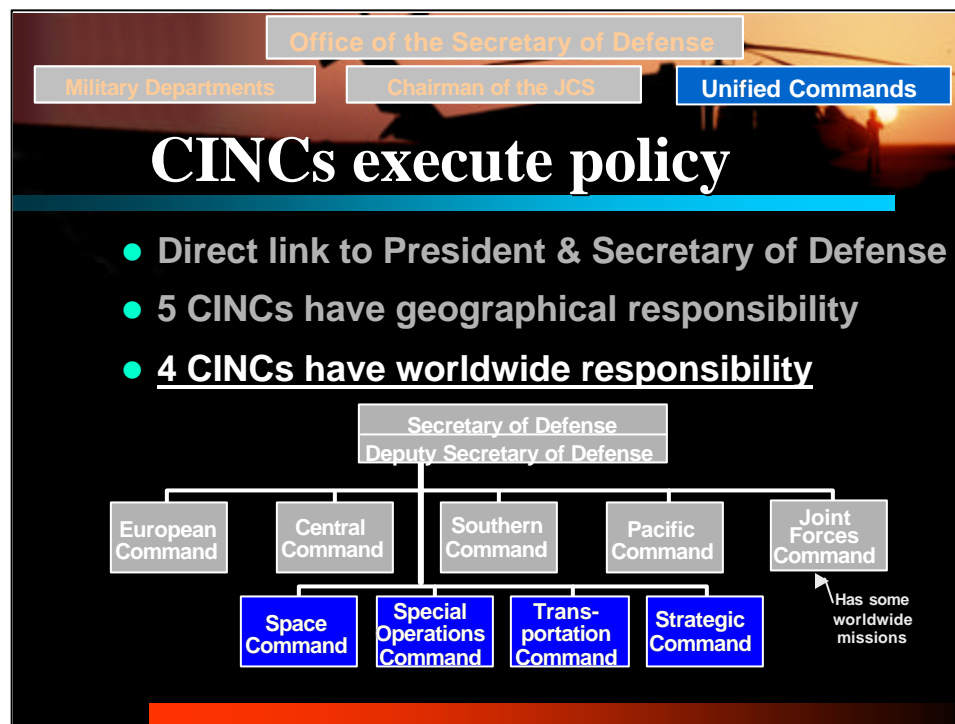 Office of the Secretary of Defense
Military Departments
Chairman of the JCS
Unified Commands
CINCs execute policy
Direct link to President & Secretary of Defense
5 CINCs have geographical responsibility
4 CINCs have worldwide responsibility
Secretary of Defense
Deputy Secretary of Defense
European
Command
Central
Command
Southern
Command
Pacific
Command
Joint
Forces
Command
Has some
worldwide
missions
Space
Command
Special
Operations
Command
Trans-
portation
Command
Strategic
Command